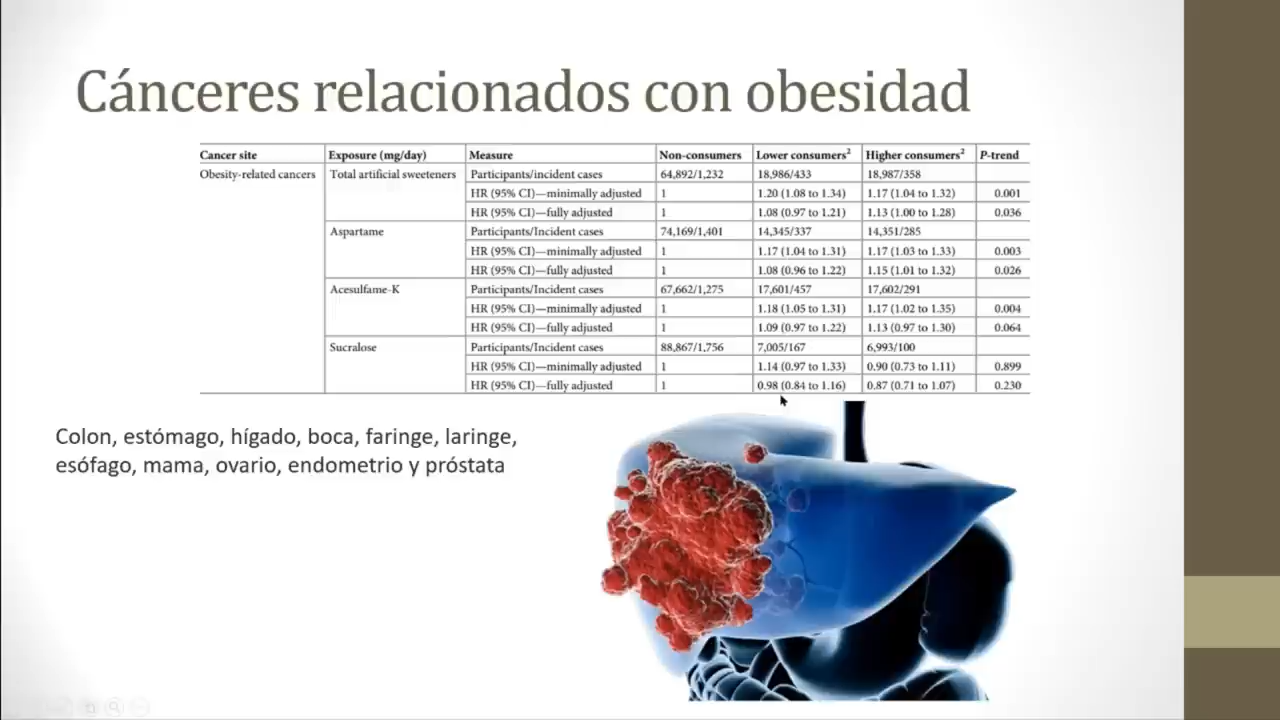 Cánceres relacionados con obesidad
Cancer site Exposure (mg/day) Measure Non-consumers Lower consumers² Higher consumers² P-trend
Obesity-related cancers Total artificial sweeteners Participants/incident cases 64,892/1,232 18,986/433 18,987/358
HR (95% CI)—minimally adjusted 1 1.20 (1.08 to 1.34) 1.17 (1.04 to 1.32) 0.001
HR (95% CI)—fully adjusted 1 1.08 (0.97 to 1.21) 1.13 (1.00 to 1.28) 0.036
Aspartame Participants/Incident cases 74,169/1,401 14,345/337 14,351/285
HR (95% CI)—minimally adjusted 1 1.17 (1.04 to 1.31) 1.17 (1.03 to 1.33) 0.003
HR (95% CI)—fully adjusted 1 1.08 (0.96 to 1.22) 1.15 (1.01 to 1.32) 0.026
Acesulfame-K Participants/Incident cases 67,662/1,275 17,601/457 17,602/291
HR (95% CI)—minimally adjusted 1 1.18 (1.05 to 1.31) 1.17 (1.02 to 1.35) 0.004
HR (95% CI)—fully adjusted 1 1.09 (0.97 to 1.22) 1.13 (0.97 to 1.30) 0.064
Sucralose Participants/Incident cases 88,867/1,756 7,005/167 6,993/100
HR (95% CI)—minimally adjusted 1 1.14 (0.97 to 1.33) 0.90 (0.73 to 1.11) 0.899
HR (95% CI)—fully adjusted 1 0.98 (0.84 to 1.16) 0.87 (0.71 to 1.07) 0.230
Colon, estómago, hígado, boca, faringe, laringe,
esófago, mama, ovario, endometrio y próstata